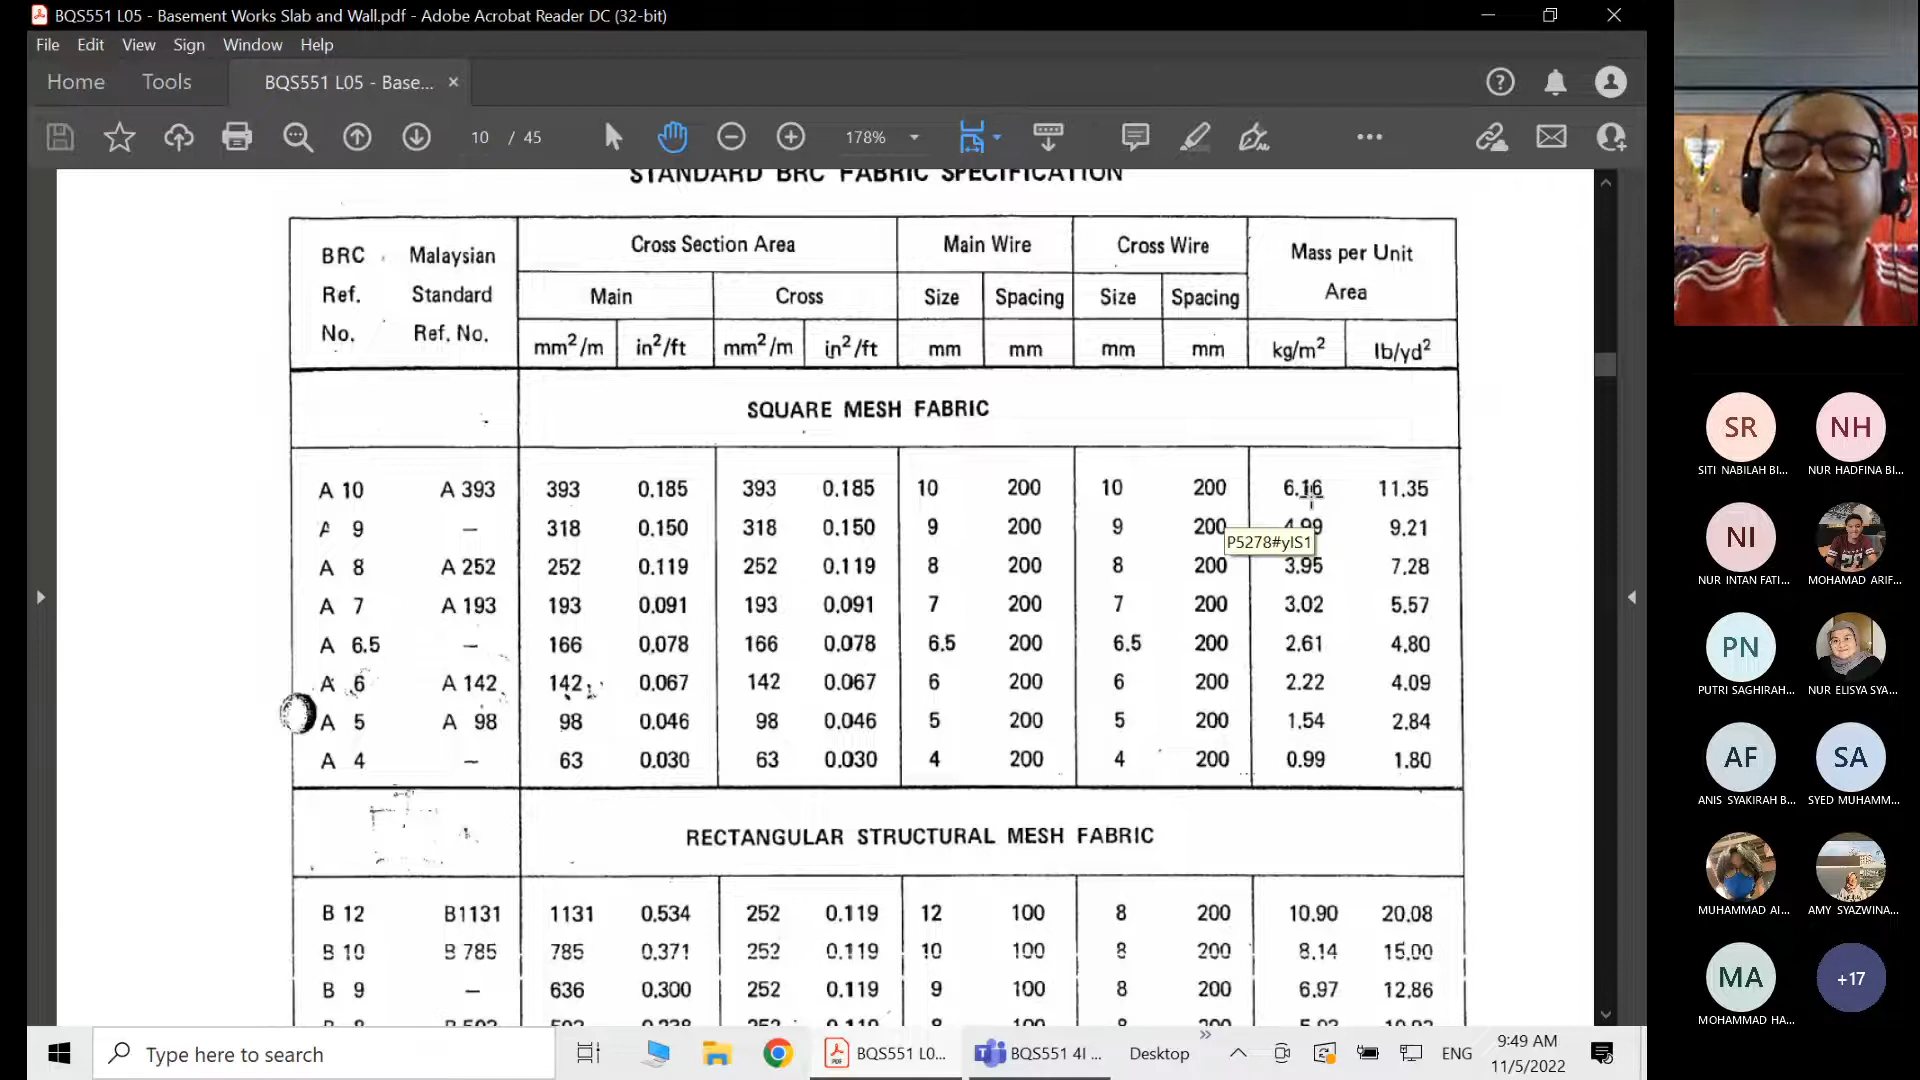 BQS551 L05 - Basement Works Slab and Wall.pdf - Adobe Acrobat Reader DC (32-bit)
File Edit View Sign Window Help
Home Tools BQS551 L05 - Base... ×
10 / 45 178%
STANDARD BRC FABRIC SPECIFICATION
BRC Ref. No. Malaysian Standard Ref. No. Cross Section Area Main Wire Cross Wire Mass per Unit Area
Main Cross Size Spacing Size Spacing
mm²/m in²/ft mm²/m in²/ft mm mm mm mm kg/m² lb/yd²
SQUARE MESH FABRIC
A 10 A 393 393 0.185 393 0.185 10 200 10 200 6.16 11.35
A 9 – 318 0.150 318 0.150 9 200 9 200 4.99 9.21
P5278#yIS1
A 8 A 252 252 0.119 252 0.119 8 200 8 200 3.95 7.28
A 7 A 193 193 0.091 193 0.091 7 200 7 200 3.02 5.57
A 6.5 – 166 0.078 166 0.078 6.5 200 6.5 200 2.61 4.80
A 6 A 142 142 0.067 142 0.067 6 200 6 200 2.22 4.09
A 5 A 98 98 0.046 98 0.046 5 200 5 200 1.54 2.84
A 4 – 63 0.030 63 0.030 4 200 4 200 0.99 1.80
RECTANGULAR STRUCTURAL MESH FABRIC
B 12 B1131 1131 0.534 252 0.119 12 100 8 200 10.90 20.08
B 10 B 785 785 0.371 252 0.119 10 100 8 200 8.14 15.00
B 9 – 636 0.300 252 0.119 9 100 8 200 6.97 12.86
SR NH
SITI NABILAH BI... NUR HADFINA BI...
NI
NUR INTAN FATI... MOHAMAD ARIF...
PN
PUTRI SAGHIRAH... NUR ELISYA SYA...
AF SA
ANIS SYAKIRAH B... SYED MUHAMM...
MUHAMMAD AI... AMY SYAZWINA...
MA +17
MOHAMMAD HA...
Type here to search BQS551 L0... BQS551 4I ... Desktop ENG 9:49 AM
11/5/2022